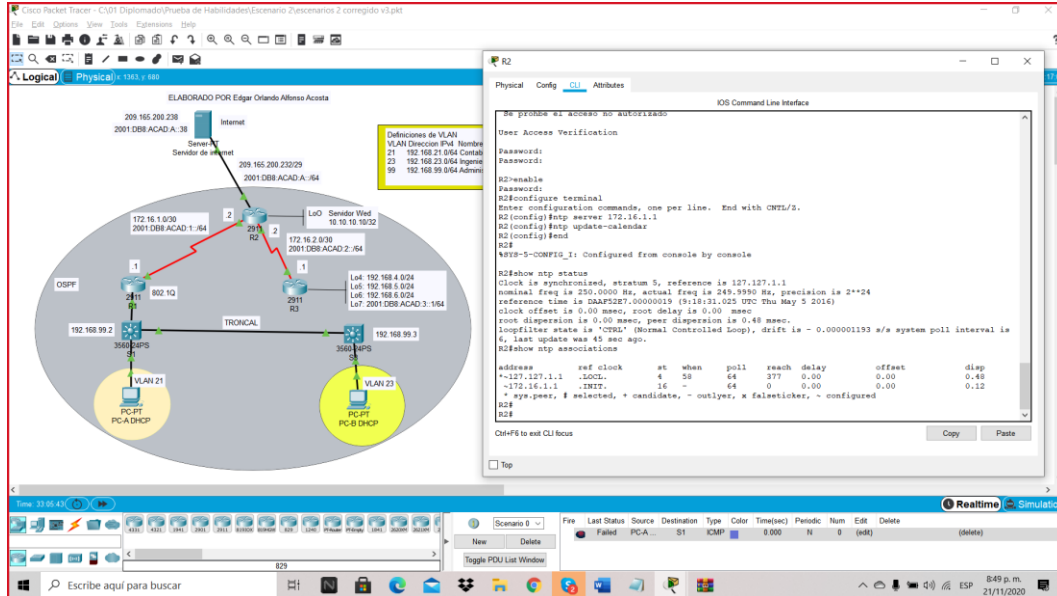 Cisco Packet Tracer - C:\01 Diplomado\Prueba de Habilidades\Escenario 2\escenarios 2 corregido v3.pkt
File Edit Options View Tools Extensions Help
Logical Physical x: 1363, y: 680
ELABORADO POR Edgar Orlando Alfonso Acosta
209.165.200.238
2001:DB8:ACAD:A::38
Internet
Server-PT
Servidor de internet
Definiciones de VLAN
VLAN Direccion IPv4 Nombre
21 192.168.21.0/64 Contab
23 192.168.23.0/64 Ingenie
99 192.168.99.0/64 Adminis
209.165.200.232/29
2001:DB8:ACAD:A::/64
172.16.1.0/30
2001:DB8:ACAD:1::/64
.2
2911
R2
.2
Lo0 Senidor Wed
10.10.10.10/32
172.16.2.0/30
2001:DB8:ACAD:2::/64
.1
OSPF
2911
R1
802.1Q
.1
2911
R3
Lo4: 192.168.4.0/24
Lo5: 192.168.5.0/24
Lo6: 192.168.6.0/24
Lo7: 2001:DB8:ACAD:3::1/64
192.168.99.2
3560-24PS
S1
TRONCAL
192.168.99.3
3560-24PS
VLAN 21
PC-PT
PC-A DHCP
VLAN 23
PC-PT
PC-B DHCP
R2
Physical Config CLI Attributes
IOS Command Line Interface
Se prohbe el acceso no autorizado
User Access Verification
Password:
Password:
R2>enable
Password:
R2#configure terminal
Enter configuration commands, one per line. End with CNTL/Z.
R2(config)#ntp server 172.16.1.1
R2(config)#ntp update-calendar
R2(config)#end
R2#
%SYS-5-CONFIG_I: Configured from console by console
R2#show ntp status
Clock is synchronized, stratum 5, reference is 127.127.1.1
nominal freq is 250.0000 Hz, actual freq is 249.9990 Hz, precision is 2**24
reference time is DAAF52E7.00000019 (9:18:31.025 UTC Thu May 5 2016)
clock offset is 0.00 msec, root delay is 0.00 msec
root dispersion is 0.00 msec, peer dispersion is 0.48 msec.
loopfilter state is 'CTRL' (Normal Controlled Loop), drift is - 0.000001193 s/s system poll interval is
6, last update was 45 sec ago.
R2#show ntp associations
address ref clock st when poll reach delay offset disp
*~127.127.1.1 .LOCL. 4 58 64 377 0.00 0.00 0.48
~172.16.1.1 .INIT. 16 - 64 0 0.00 0.00 0.12
* sys.peer, # selected, + candidate, - outlyer, x falseticker, ~ configured
R2#
R2#
Ctrl+F6 to exit CLI focus
Copy Paste
Top
Time: 33:05:43
Realtime Simulatio
829
Scenario 0
New Delete
Toggle PDU List Window
Fire Last Status Source Destination Type Color Time(sec) Periodic Num Edit Delete
Failed PC-A ... S1 ICMP 0.000 N 0 (edit) (delete)
Escribe aquí para buscar
ESP
8:49 p. m.
21/11/2020